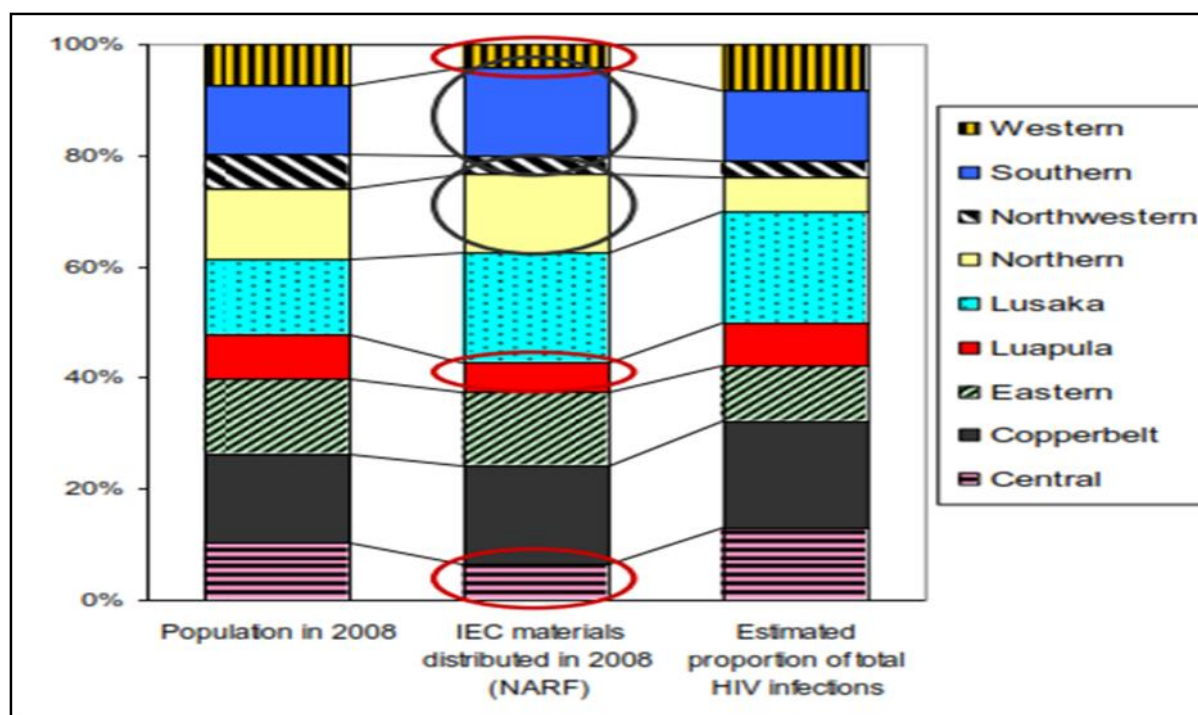 100%
80%
60%
40%
20%
0%
Population in 2008
IEC materials
distributed in 2008
(NARF)
Estimated
proportion of total
HIV infections
Western
Southern
Northwestern
Northern
Lusaka
Luapula
Eastern
Copperbelt
Central